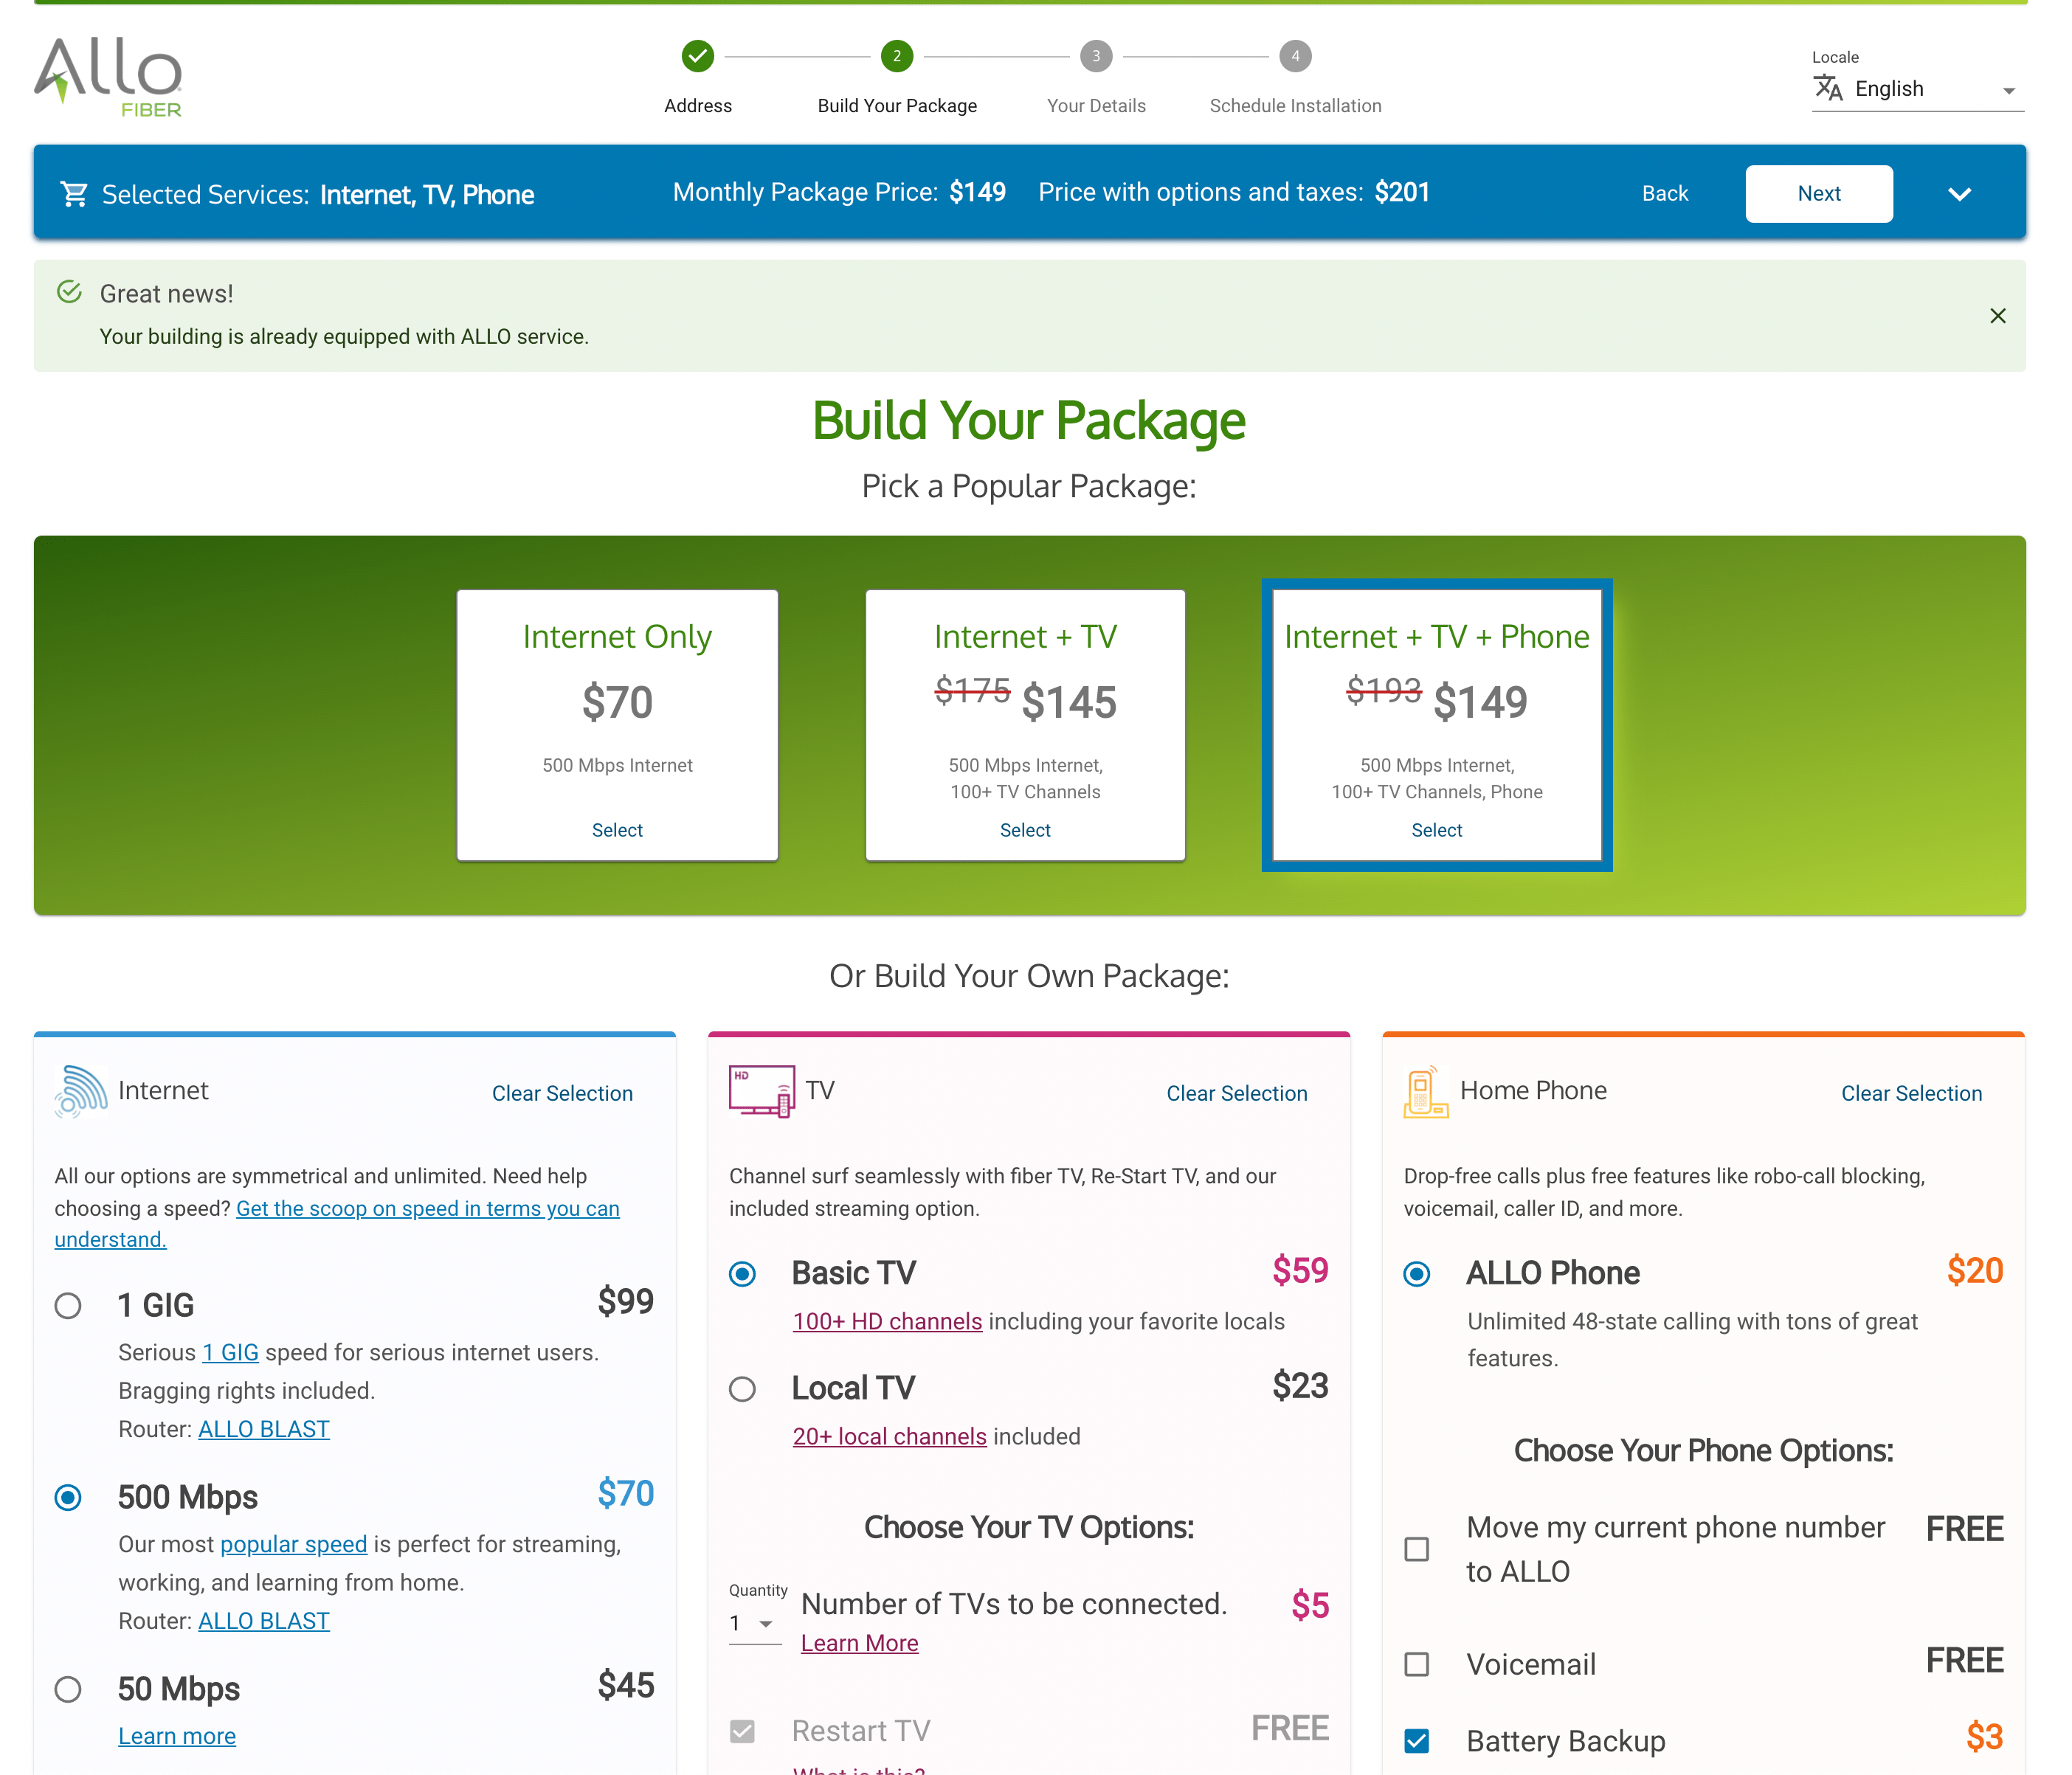 Allo
FIBER
2
3
4
Address
Build Your Package
Your Details
Schedule Installation
Locale
English
Selected Services: Internet, TV, Phone
Monthly Package Price: $149
Price with options and taxes: $201
Back
Next
Great news!
Your building is already equipped with ALLO service.
Build Your Package
Pick a Popular Package:
Internet Only
$70
500 Mbps Internet
Select
Internet + TV
$175 $145
500 Mbps Internet,
100+ TV Channels
Select
Internet + TV + Phone
$193 $149
500 Mbps Internet,
100+ TV Channels, Phone
Select
Or Build Your Own Package:
Internet
Clear Selection
All our options are symmetrical and unlimited. Need help
choosing a speed? Get the scoop on speed in terms you can
understand.
1 GIG
$99
Serious 1 GIG speed for serious internet users.
Bragging rights included.
Router: ALLO BLAST
500 Mbps
$70
Our most popular speed is perfect for streaming,
working, and learning from home.
Router: ALLO BLAST
50 Mbps
$45
Learn more
HD
TV
Clear Selection
Channel surf seamlessly with fiber TV, Re-Start TV, and our
included streaming option.
Basic TV
$59
100+ HD channels including your favorite locals
Local TV
$23
20+ local channels included
Choose Your TV Options:
Quantity
1
Number of TVs to be connected.
$5
Learn More
Restart TV
FREE
What is this?
Home Phone
Clear Selection
Drop-free calls plus free features like robo-call blocking,
voicemail, caller ID, and more.
ALLO Phone
$20
Unlimited 48-state calling with tons of great
features.
Choose Your Phone Options:
Move my current phone number
to ALLO
FREE
Voicemail
FREE
Battery Backup
$3